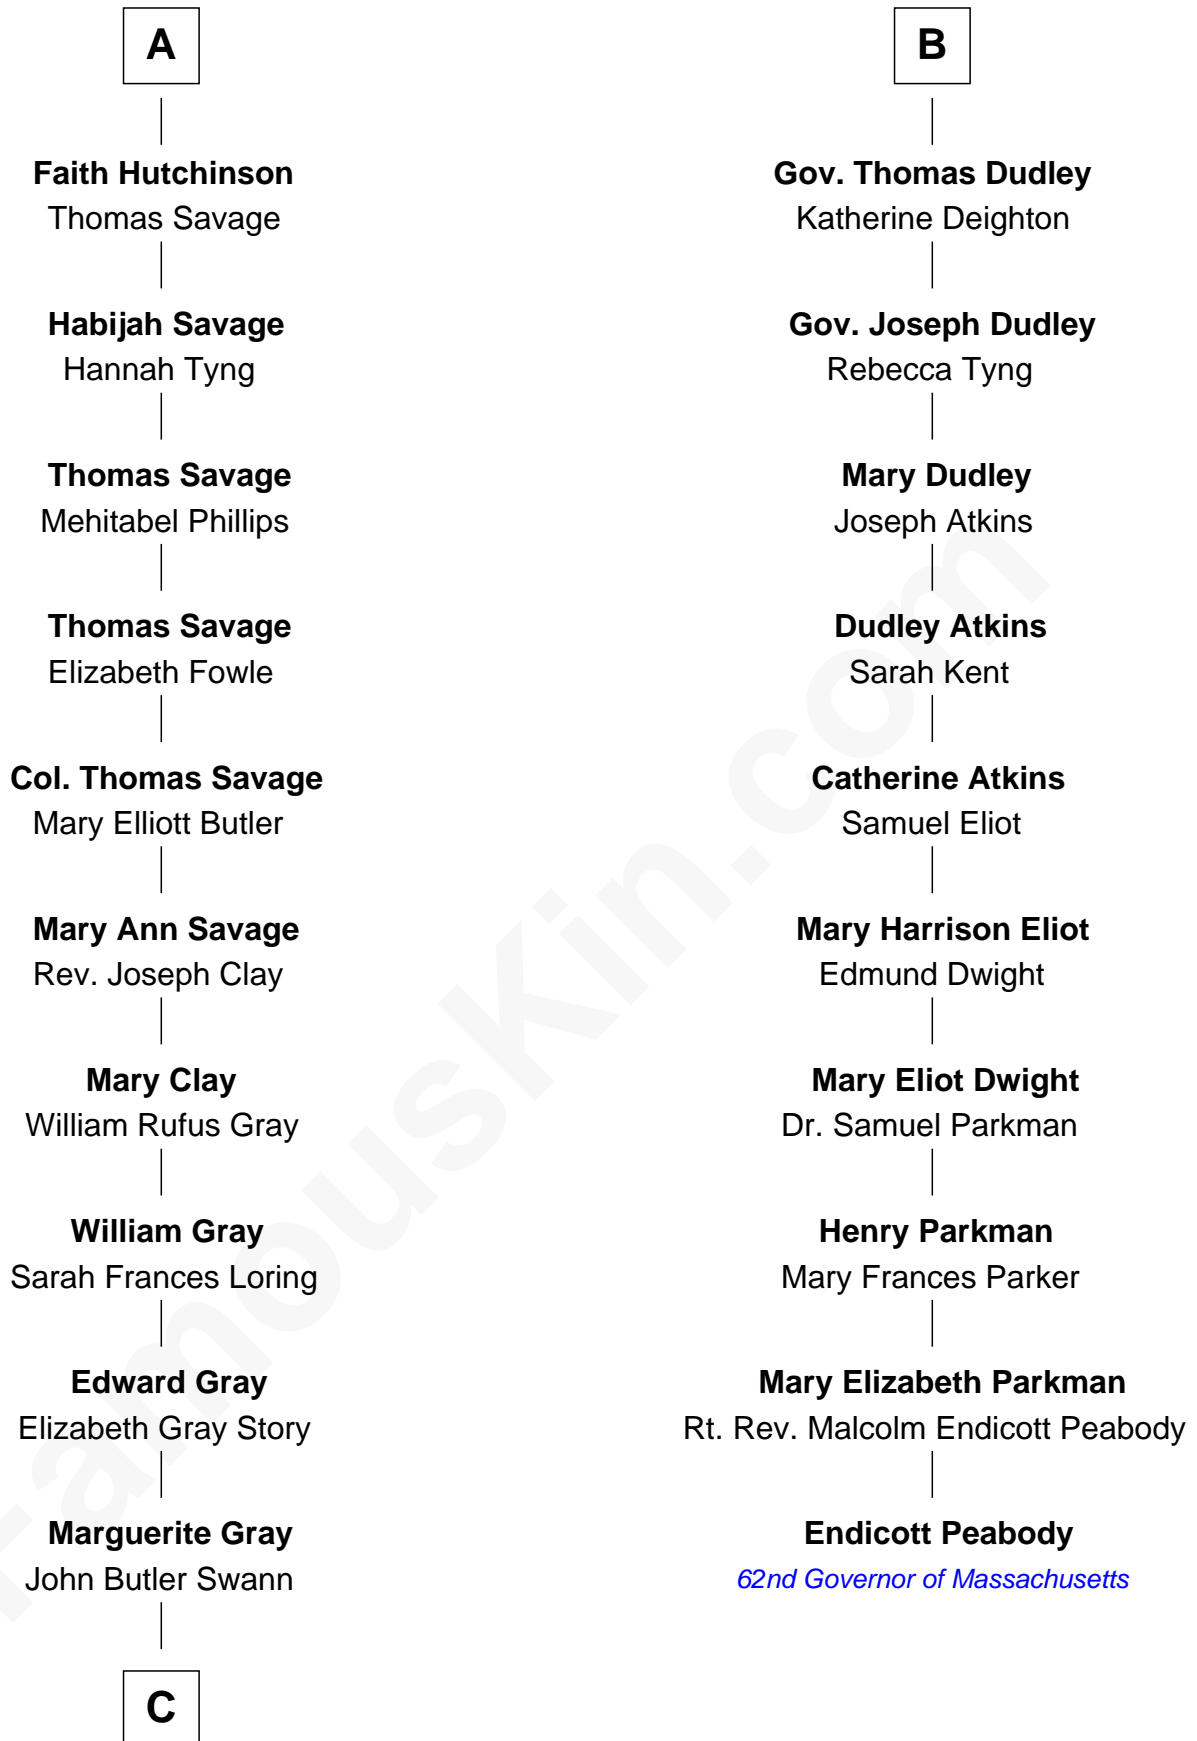 A
Faith Hutchinson
Thomas Savage
Habijah Savage
Hannah Tyng
Thomas Savage
Mehitabel Phillips
Thomas Savage
Elizabeth Fowle
Col. Thomas Savage
Mary Elliott Butler
Mary Ann Savage
Rev. Joseph Clay
Mary Clay
William Rufus Gray
William Gray
Sarah Frances Loring
Edward Gray
Elizabeth Gray Story
Marguerite Gray
John Butler Swann
C
B
Gov. Thomas Dudley
Katherine Deighton
Gov. Joseph Dudley
Rebecca Tyng
Mary Dudley
Joseph Atkins
Dudley Atkins
Sarah Kent
Catherine Atkins
Samuel Eliot
Mary Harrison Eliot
Edmund Dwight
Mary Eliot Dwight
Dr. Samuel Parkman
Henry Parkman
Mary Frances Parker
Mary Elizabeth Parkman
Rt. Rev. Malcolm Endicott Peabody
Endicott Peabody
62nd Governor of Massachusetts
FamousKin.com